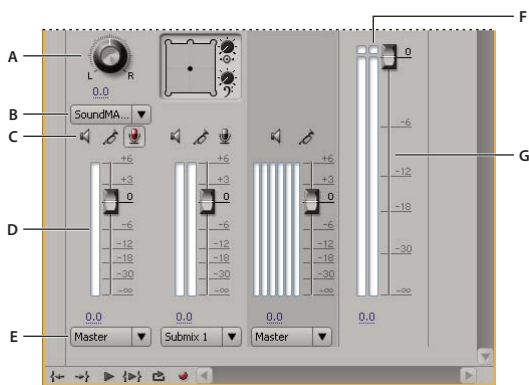 F
A
L R
0.0
0
B
SoundMA...
-6
C
G
+6 +6 +6
-12
+3 +3 +3
0 0 0
-18
D
-6 -6 -6
-12 -12 -12
-18 -18 -18
-30
-30 -30 -30
-∞ -∞ -∞ -∞
0.0 0.0 0.0 0.0
E
Master Submix 1 Master